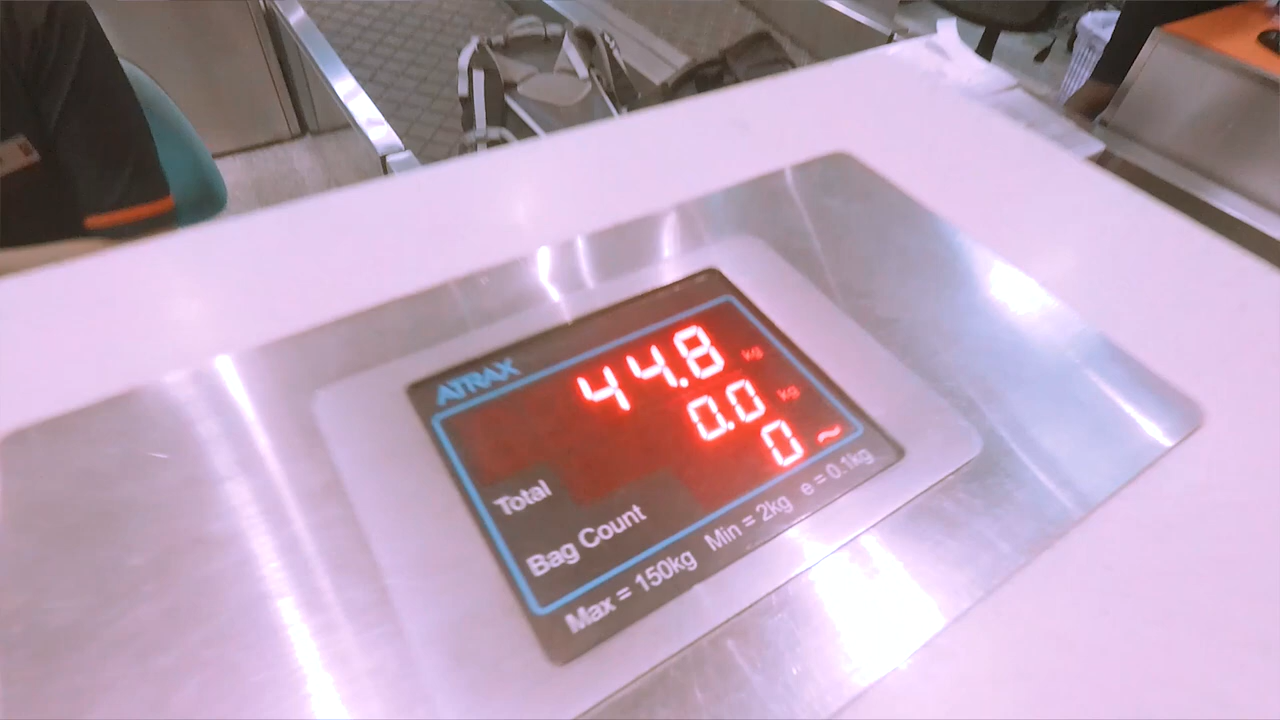 ATRAX
44.8 kg
Total 0.0 kg
Bag Count 0 ~
Max = 150kg Min = 2kg e = 0.1kg